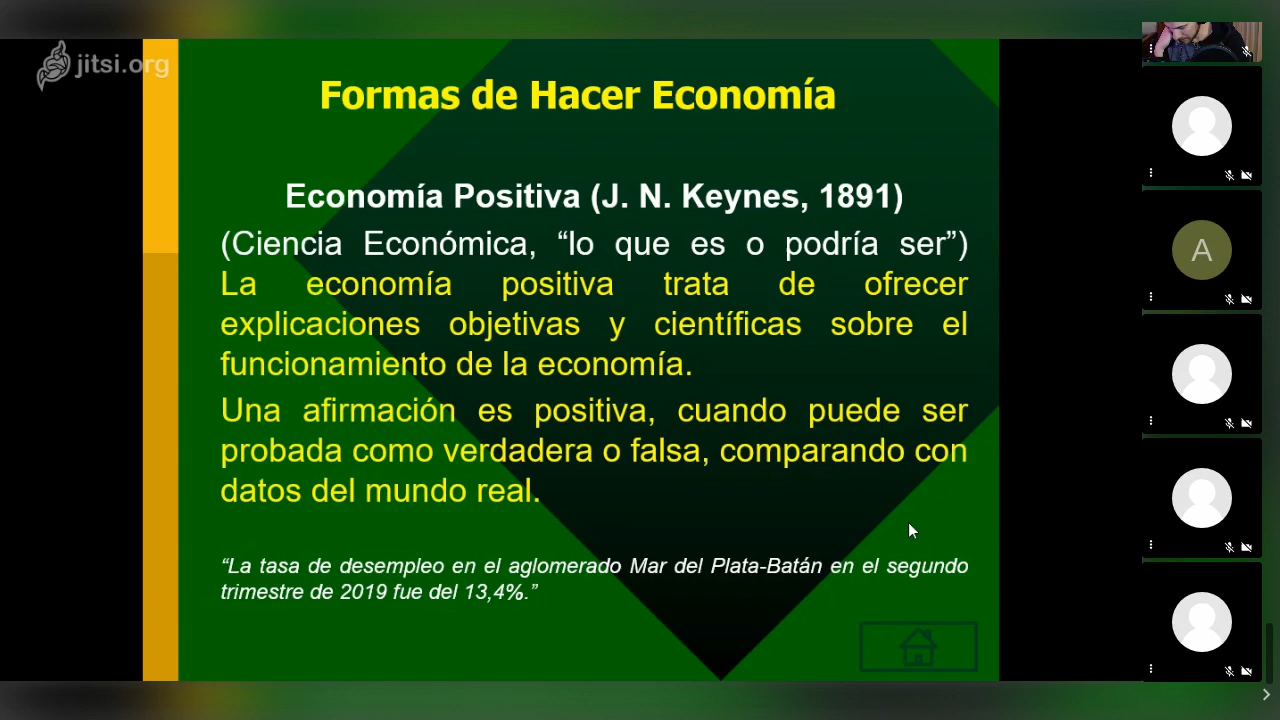 jitsi.org
Formas de Hacer Economía
Economía Positiva (J. N. Keynes, 1891)
(Ciencia Económica, “lo que es o podría ser”)
La economía positiva trata de ofrecer
explicaciones objetivas y científicas sobre el
funcionamiento de la economía.
Una afirmación es positiva, cuando puede ser
probada como verdadera o falsa, comparando con
datos del mundo real.
“La tasa de desempleo en el aglomerado Mar del Plata-Batán en el segundo
trimestre de 2019 fue del 13,4%.”
A